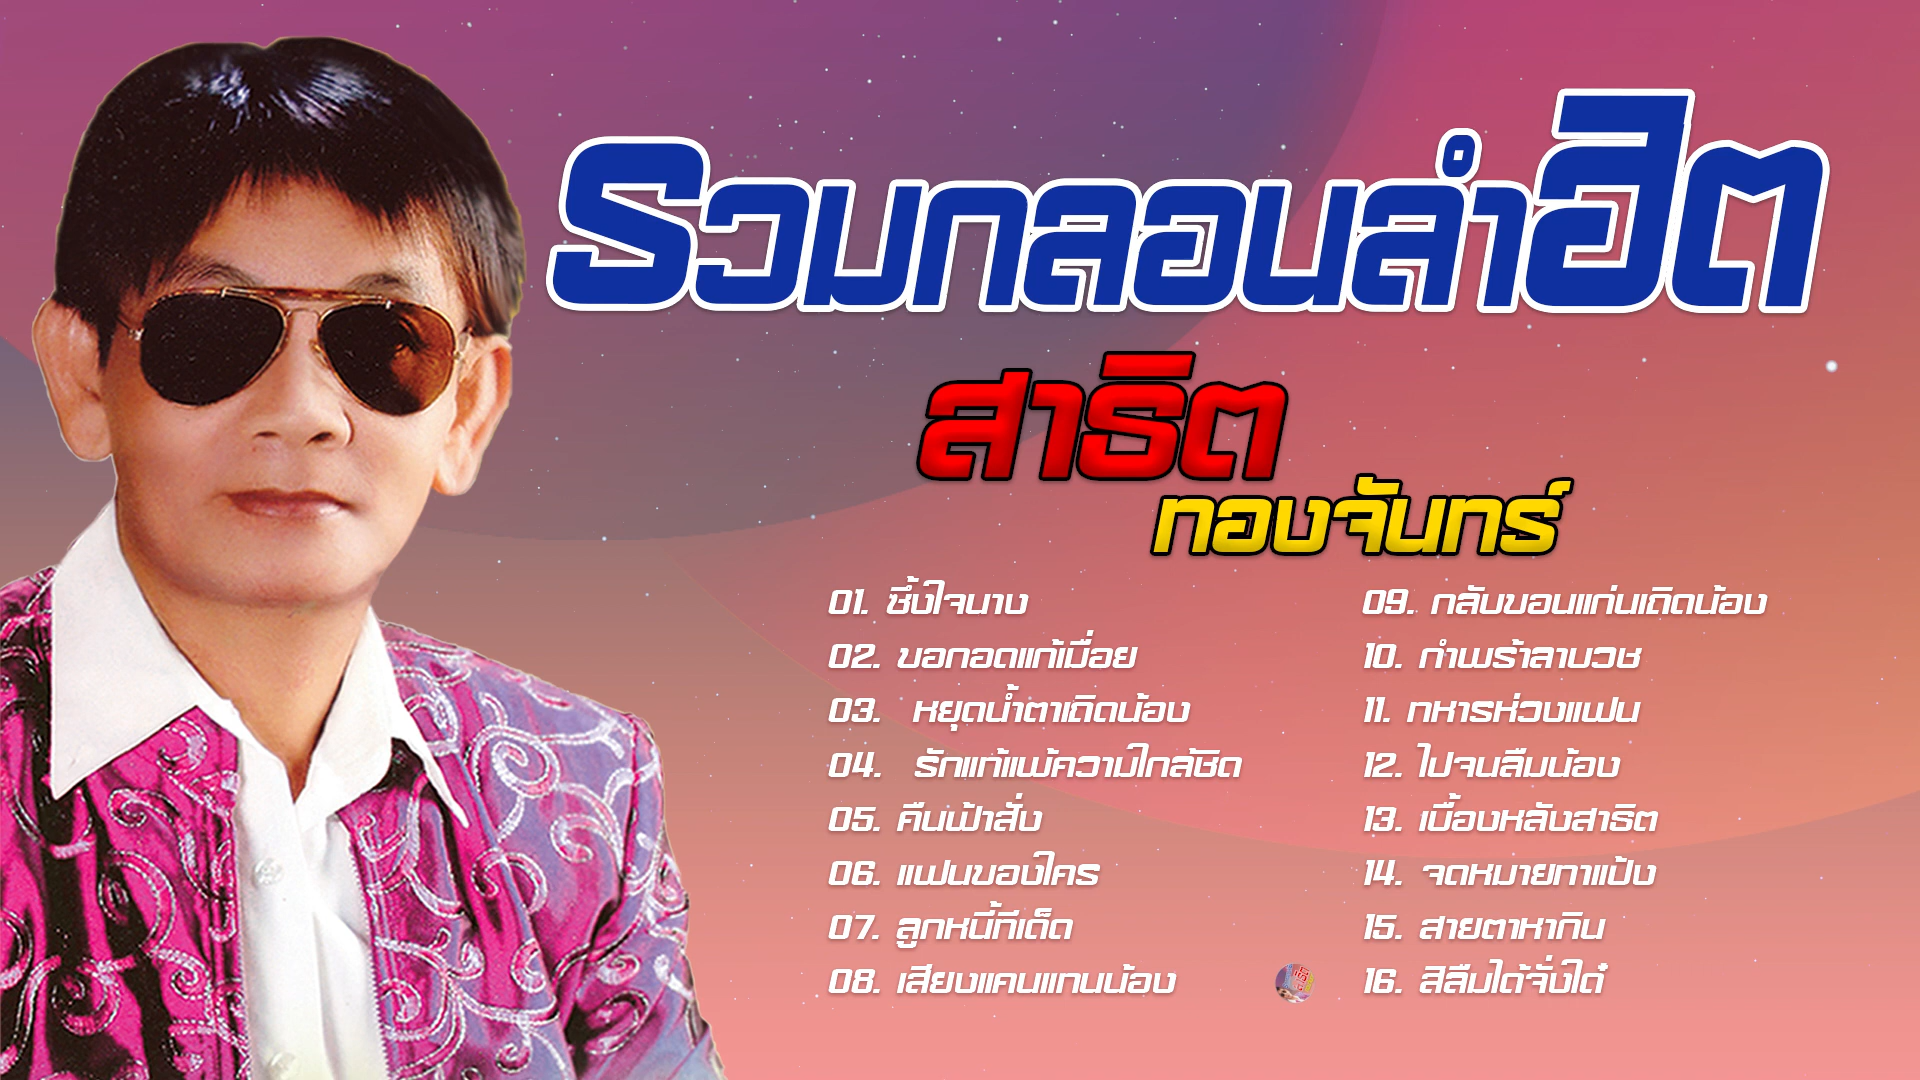 รวมกลอนลำฮิต
สาธิต
ทองจันทร์
01. ซึ้งใจนาง
02. ขอกอดแก้เมื่อย
03. หยุดน้ำตาเถิดน้อง
04. รักแท้แพ้ความใกล้ชิด
05. คืนฟ้าสั่ง
06. แฟนของใคร
07. ลูกหนี้ทีเด็ด
08. เสียงแคนแทนน้อง
09. กลับขอนแก่นเถิดน้อง
10. กำพร้าลาบวช
11. ทหารห่วงแฟน
12. ไปจนลืมน้อง
13. เบื้องหลังสาธิต
14. จดหมายทาแป้ง
15. สายตาหากิน
16. สิลืมได้จั่งใด๋